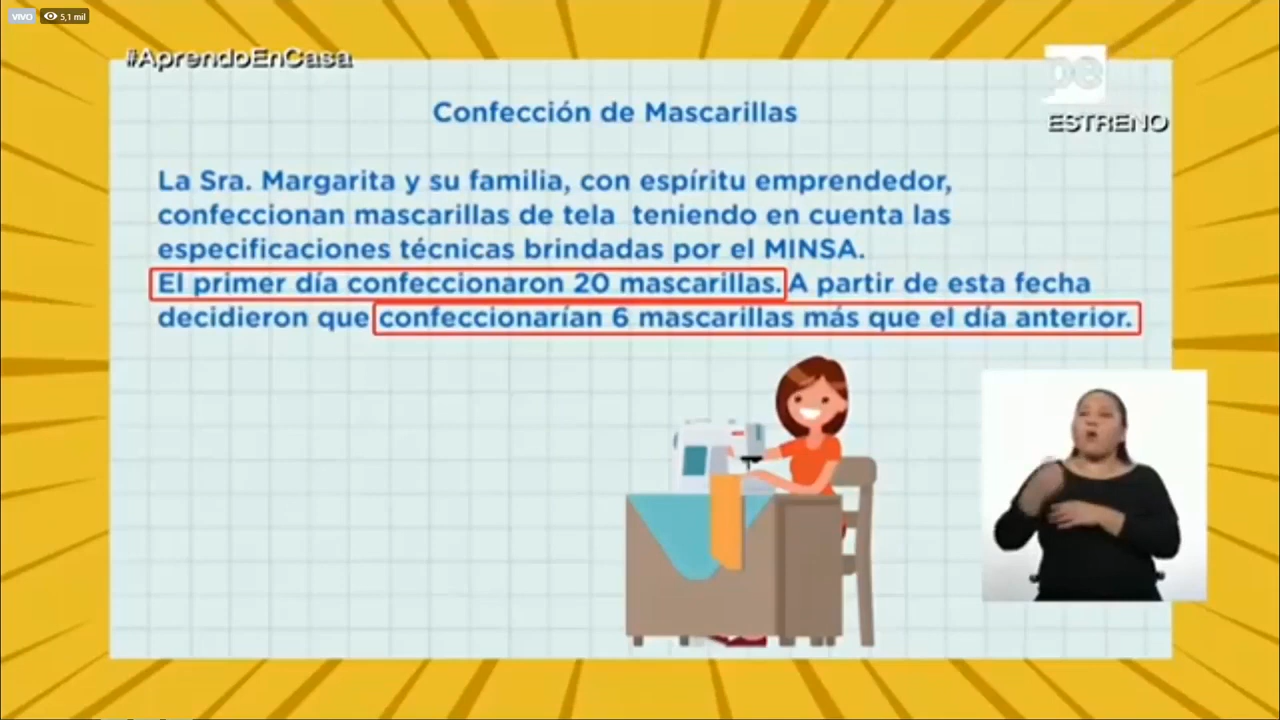 VIVO 5,1 mil
#AprendoEnCasa
pe
ESTRENO
Confección de Mascarillas
La Sra. Margarita y su familia, con espíritu emprendedor,
confeccionan mascarillas de tela teniendo en cuenta las
especificaciones técnicas brindadas por el MINSA.
El primer día confeccionaron 20 mascarillas. A partir de esta fecha
decidieron que confeccionarían 6 mascarillas más que el día anterior.